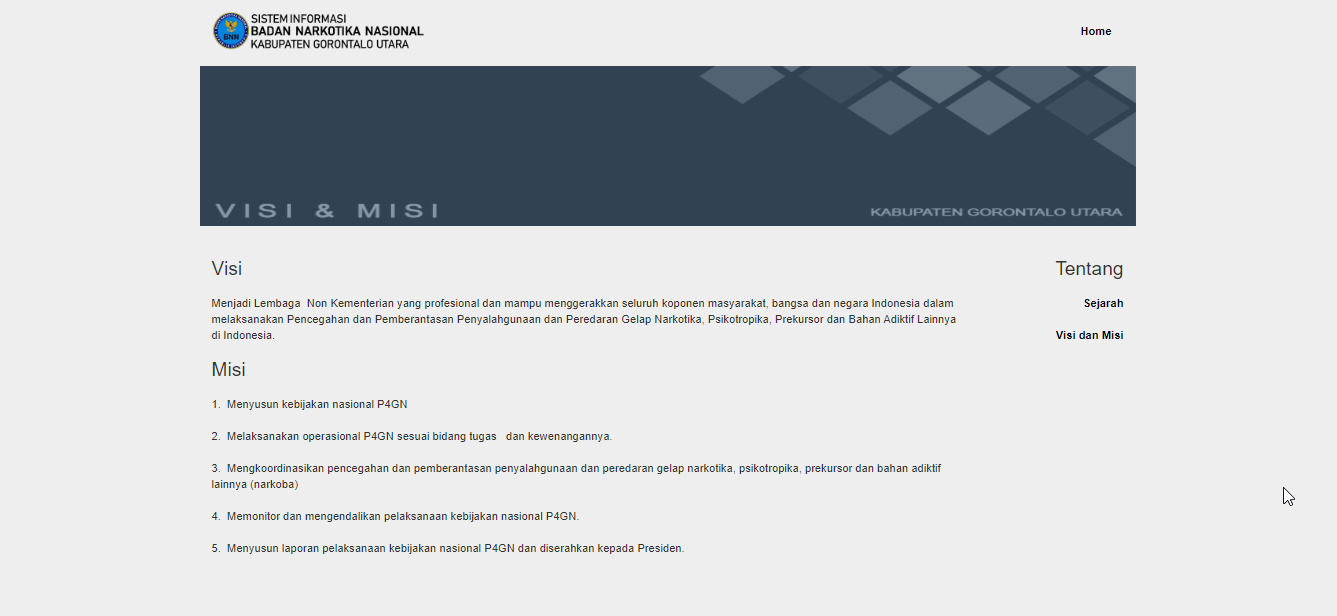 SISTEM INFORMASI
BADAN NARKOTIKA NASIONAL
KABUPATEN GORONTALO UTARA
BNN
Home
VISI & MISI
KABUPATEN GORONTALO UTARA
Visi
Menjadi Lembaga  Non Kementerian yang profesional dan mampu menggerakkan seluruh koponen masyarakat, bangsa dan negara Indonesia dalam
melaksanakan Pencegahan dan Pemberantasan Penyalahgunaan dan Peredaran Gelap Narkotika, Psikotropika, Prekursor dan Bahan Adiktif Lainnya
di Indonesia.
Misi
1.  Menyusun kebijakan nasional P4GN
2.  Melaksanakan operasional P4GN sesuai bidang tugas   dan kewenangannya.
3.  Mengkoordinasikan pencegahan dan pemberantasan penyalahgunaan dan peredaran gelap narkotika, psikotropika, prekursor dan bahan adiktif
lainnya (narkoba)
4.  Memonitor dan mengendalikan pelaksanaan kebijakan nasional P4GN.
5.  Menyusun laporan pelaksanaan kebijakan nasional P4GN dan diserahkan kepada Presiden.
Tentang
Sejarah
Visi dan Misi